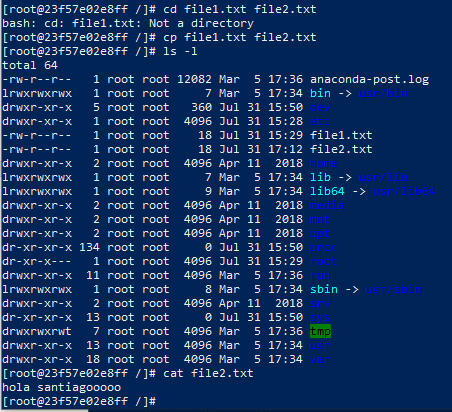 [root@23f57e02e8ff /]# cd file1.txt file2.txt
bash: cd: file1.txt: Not a directory
[root@23f57e02e8ff /]# cp file1.txt file2.txt
[root@23f57e02e8ff /]# ls -l
total 64
-rw-r--r-- 1 root root 12082 Mar 5 17:36 anaconda-post.log
lrwxrwxrwx 1 root root 7 Mar 5 17:34 bin -> usr/bin
drwxr-xr-x 5 root root 360 Jul 31 15:50 dev
drwxr-xr-x 1 root root 4096 Jul 31 15:28 etc
-rw-r--r-- 1 root root 18 Jul 31 15:29 file1.txt
-rw-r--r-- 1 root root 18 Jul 31 17:12 file2.txt
drwxr-xr-x 2 root root 4096 Apr 11 2018 home
lrwxrwxrwx 1 root root 7 Mar 5 17:34 lib -> usr/lib
lrwxrwxrwx 1 root root 9 Mar 5 17:34 lib64 -> usr/lib64
drwxr-xr-x 2 root root 4096 Apr 11 2018 media
drwxr-xr-x 2 root root 4096 Apr 11 2018 mnt
drwxr-xr-x 2 root root 4096 Apr 11 2018 opt
dr-xr-xr-x 134 root root 0 Jul 31 15:50 proc
dr-xr-x--- 1 root root 4096 Jul 31 15:29 root
drwxr-xr-x 11 root root 4096 Mar 5 17:36 run
lrwxrwxrwx 1 root root 8 Mar 5 17:34 sbin -> usr/sbin
drwxr-xr-x 2 root root 4096 Apr 11 2018 srv
dr-xr-xr-x 13 root root 0 Jul 31 15:50 sys
drwxrwxrwt 7 root root 4096 Mar 5 17:36 tmp
drwxr-xr-x 13 root root 4096 Mar 5 17:34 usr
drwxr-xr-x 18 root root 4096 Mar 5 17:34 var
[root@23f57e02e8ff /]# cat file2.txt
hola santiagooooo
[root@23f57e02e8ff /]#